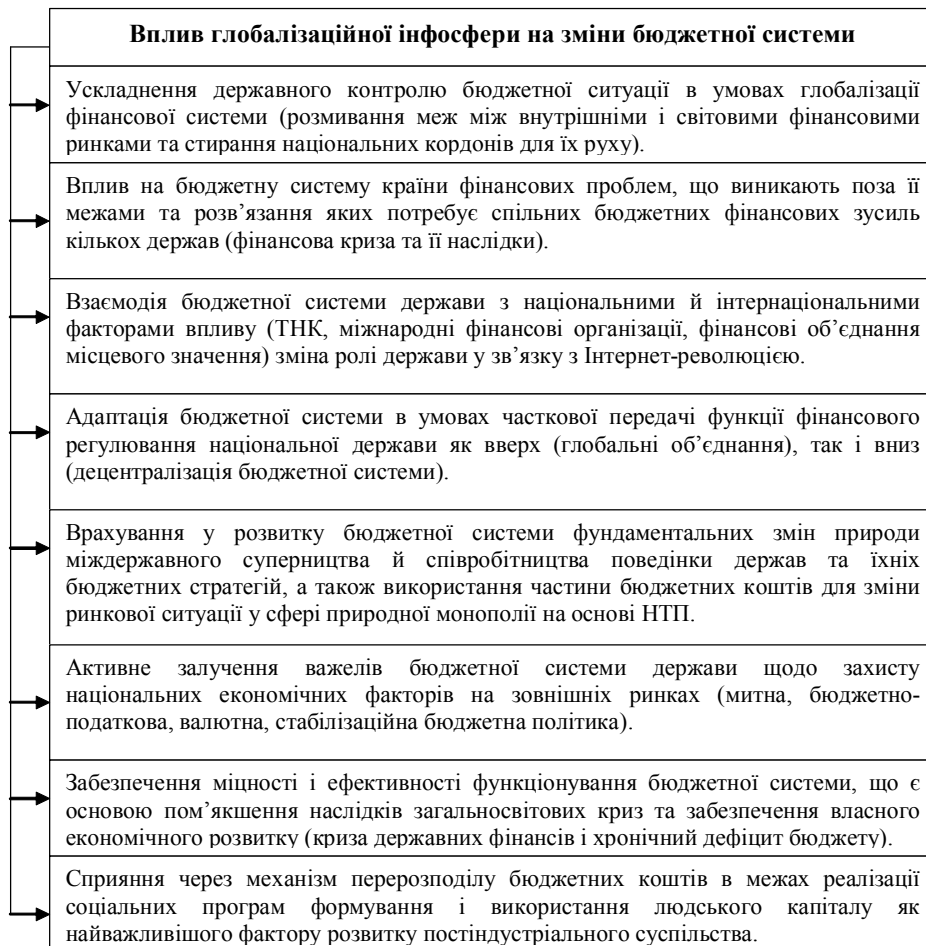 Вплив глобалізаційної інфосфери на зміни бюджетної системи
Ускладнення державного контролю бюджетної ситуації в умовах глобалізації
фінансової системи (розмивання меж між внутрішніми і світовими фінансовими
ринками та стирання національних кордонів для їх руху).
Вплив на бюджетну систему країни фінансових проблем, що виникають поза її
межами та розв’язання яких потребує спільних бюджетних фінансових зусиль
кількох держав (фінансова криза та її наслідки).
Взаємодія бюджетної системи держави з національними й інтернаціональними
факторами впливу (ТНК, міжнародні фінансові організації, фінансові об’єднання
місцевого значення) зміна ролі держави у зв’язку з Інтернет-революцією.
Адаптація бюджетної системи в умовах часткової передачі функції фінансового
регулювання національної держави як вверх (глобальні об’єднання), так і вниз
(децентралізація бюджетної системи).
Врахування у розвитку бюджетної системи фундаментальних змін природи
міждержавного суперництва й співробітництва поведінки держав та їхніх
бюджетних стратегій, а також використання частини бюджетних коштів для зміни
ринкової ситуації у сфері природної монополії на основі НТП.
Активне залучення важелів бюджетної системи держави щодо захисту
національних економічних факторів на зовнішніх ринках (митна, бюджетно-
податкова, валютна, стабілізаційна бюджетна політика).
Забезпечення міцності і ефективності функціонування бюджетної системи, що є
основою пом’якшення наслідків загальносвітових криз та забезпечення власного
економічного розвитку (криза державних фінансів і хронічний дефіцит бюджету).
Сприяння через механізм перерозподілу бюджетних коштів в межах реалізації
соціальних програм формування і використання людського капіталу як
найважливішого фактору розвитку постіндустріального суспільства.